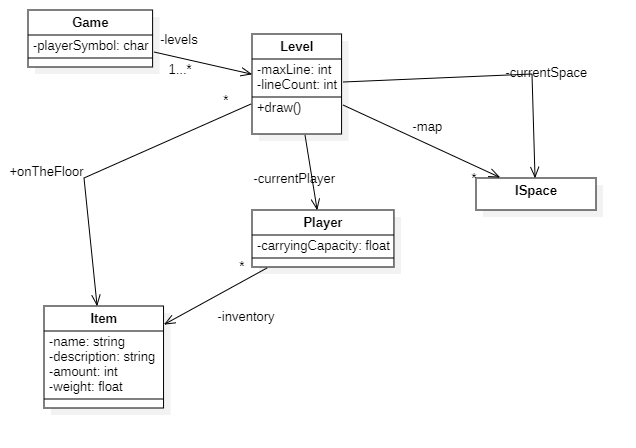 Game
-playerSymbol: char
-levels
1...*
Level
-maxLine: int
-lineCount: int
+draw()
-currentSpace
*
-map
+onTheFloor
-currentPlayer
*
ISpace
Player
-carryingCapacity: float
*
-inventory
Item
-name: string
-description: string
-amount: int
-weight: float